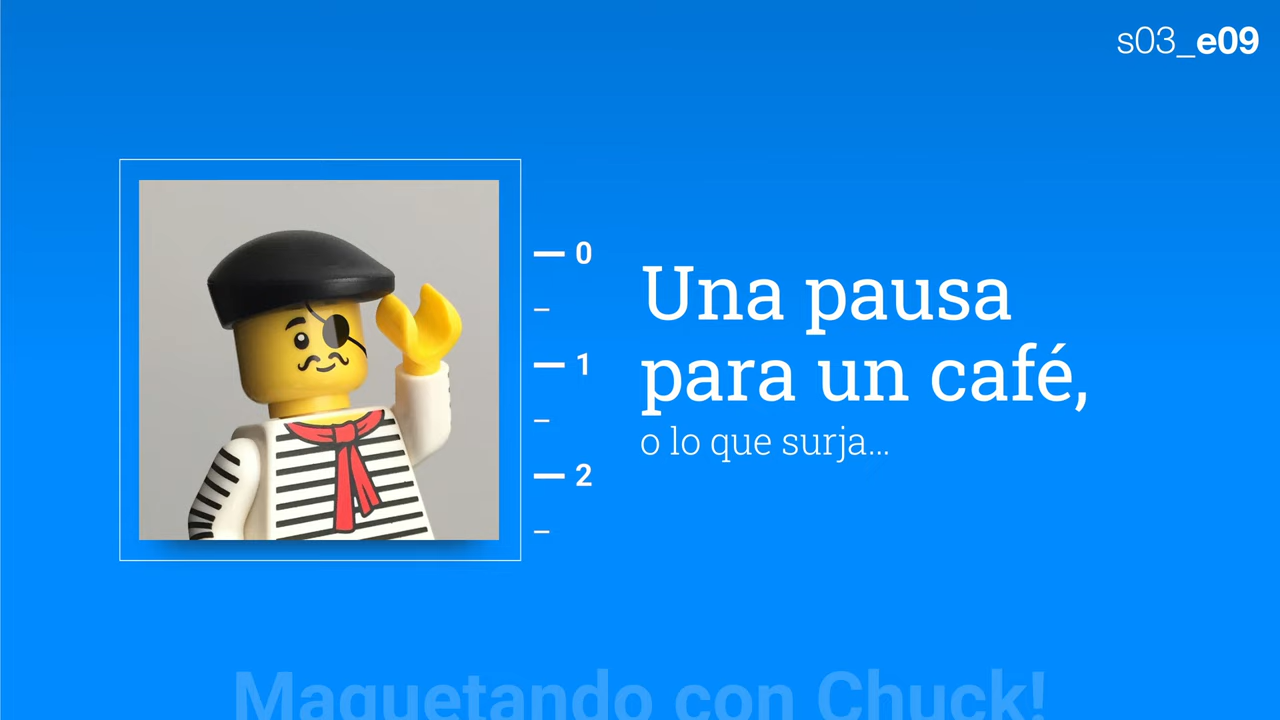 s03_e09
0
1
2
Una pausa
para un café,
o lo que surja...
Maquetando con Chuck!